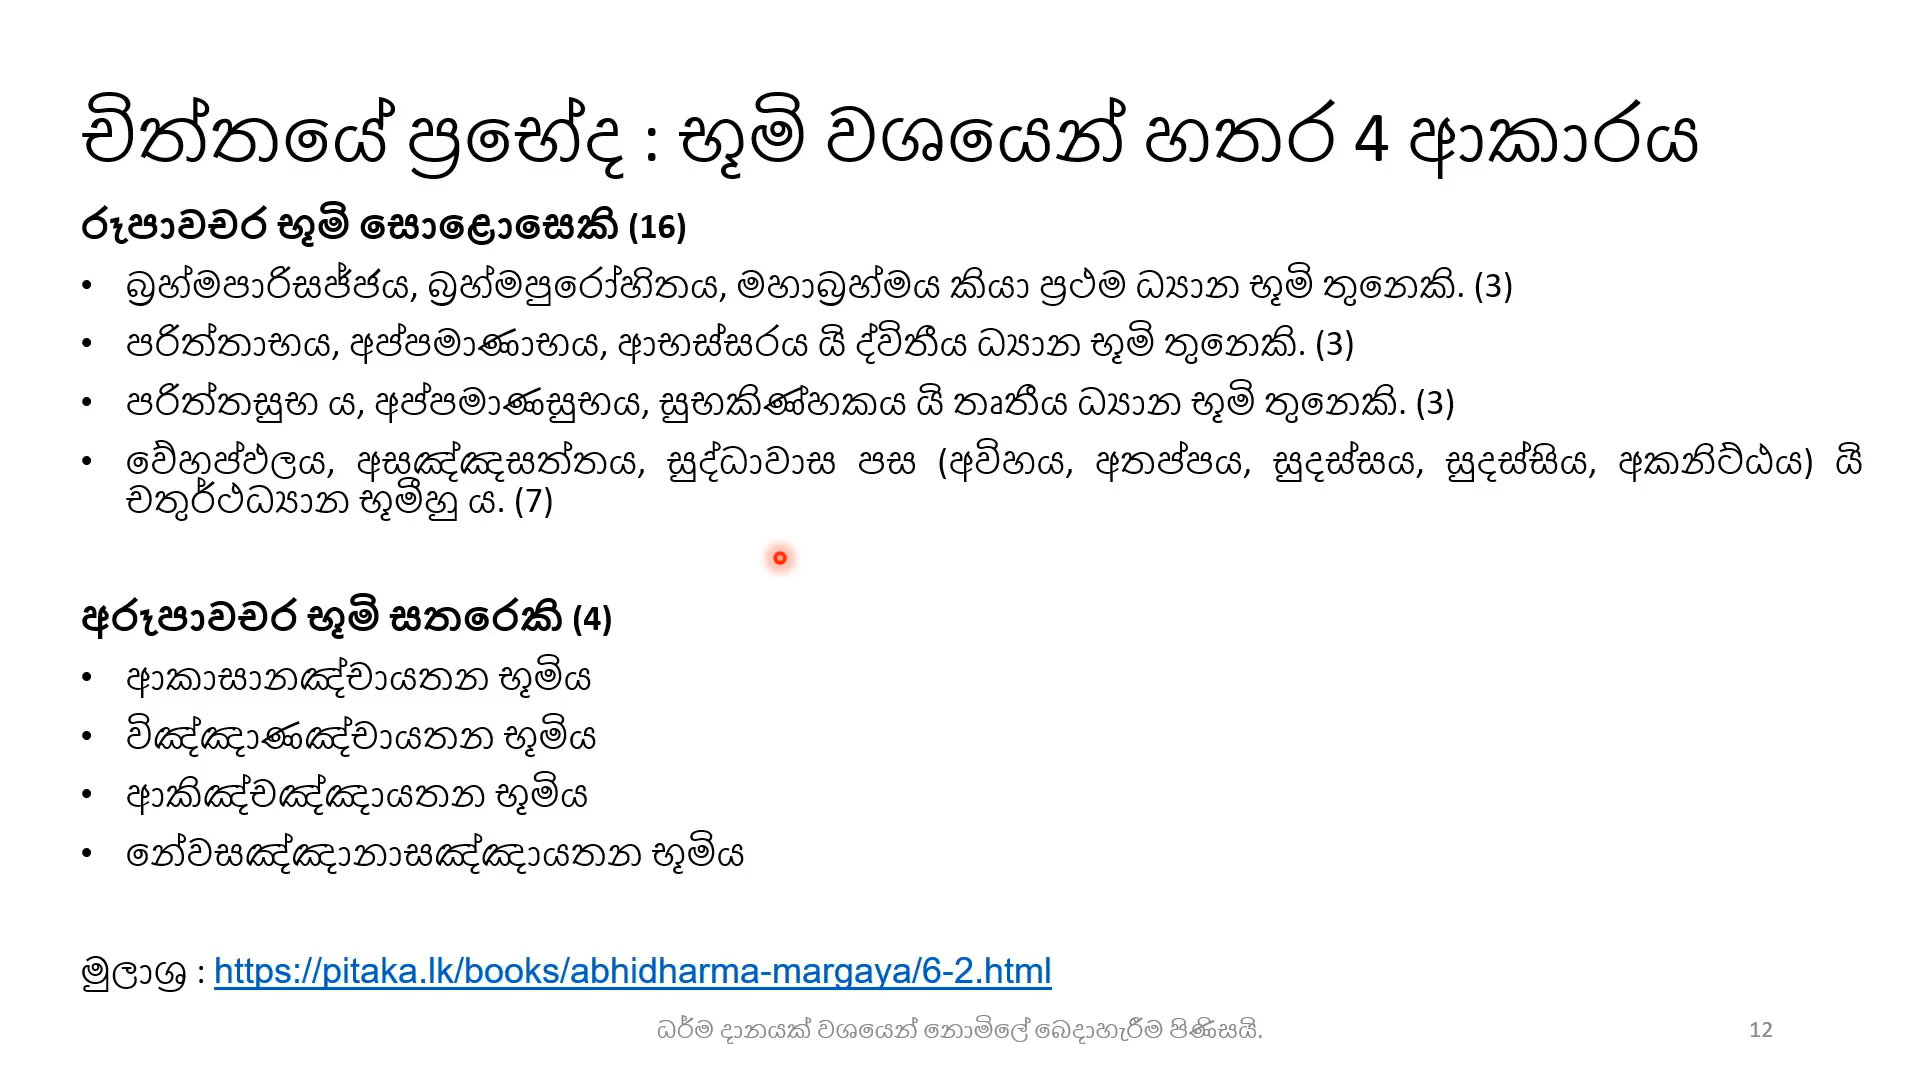 චිත්තයේ ප්‍රභේද : භූමි වශයෙන් හතර 4 ආකාරය
රූපාවචර භූමි සොළොසෙකි (16)
• බ්‍රහ්මපාරිසජ්ජය, බ්‍රහ්මපුරෝහිතය, මහාබ්‍රහ්මය කියා ප්‍රථම ධ්‍යාන භූමි තුනෙකි. (3)
• පරිත්තාභය, අප්පමාණාභය, ආභස්සරය යි ද්විතීය ධ්‍යාන භූමි තුනෙකි. (3)
• පරිත්තසුභ ය, අප්පමාණසුභය, සුභකිණ්හකය යි තෘතීය ධ්‍යාන භූමි තුනෙකි. (3)
• වේහප්ඵලය, අසඤ්ඤසත්තය, සුද්ධාවාස පස (අවිහය, අතප්පය, සුදස්සය, සුදස්සිය, අකනිට්ඨය) යි
චතුර්ථධ්‍යාන භූමීහු ය. (7)
අරූපාවචර භූමි සතරෙකි (4)
• ආකාසානඤ්චායතන භූමිය
• විඤ්ඤාණඤ්චායතන භූමිය
• ආකිඤ්චඤ්ඤායතන භූමිය
• නේවසඤ්ඤානාසඤ්ඤායතන භූමිය
මුලාශ්‍ර : https://pitaka.lk/books/abhidharma-margaya/6-2.html
ධර්ම දානයක් වශයෙන් නොමිලේ බෙදාහැරීම පිණිසයි.
12